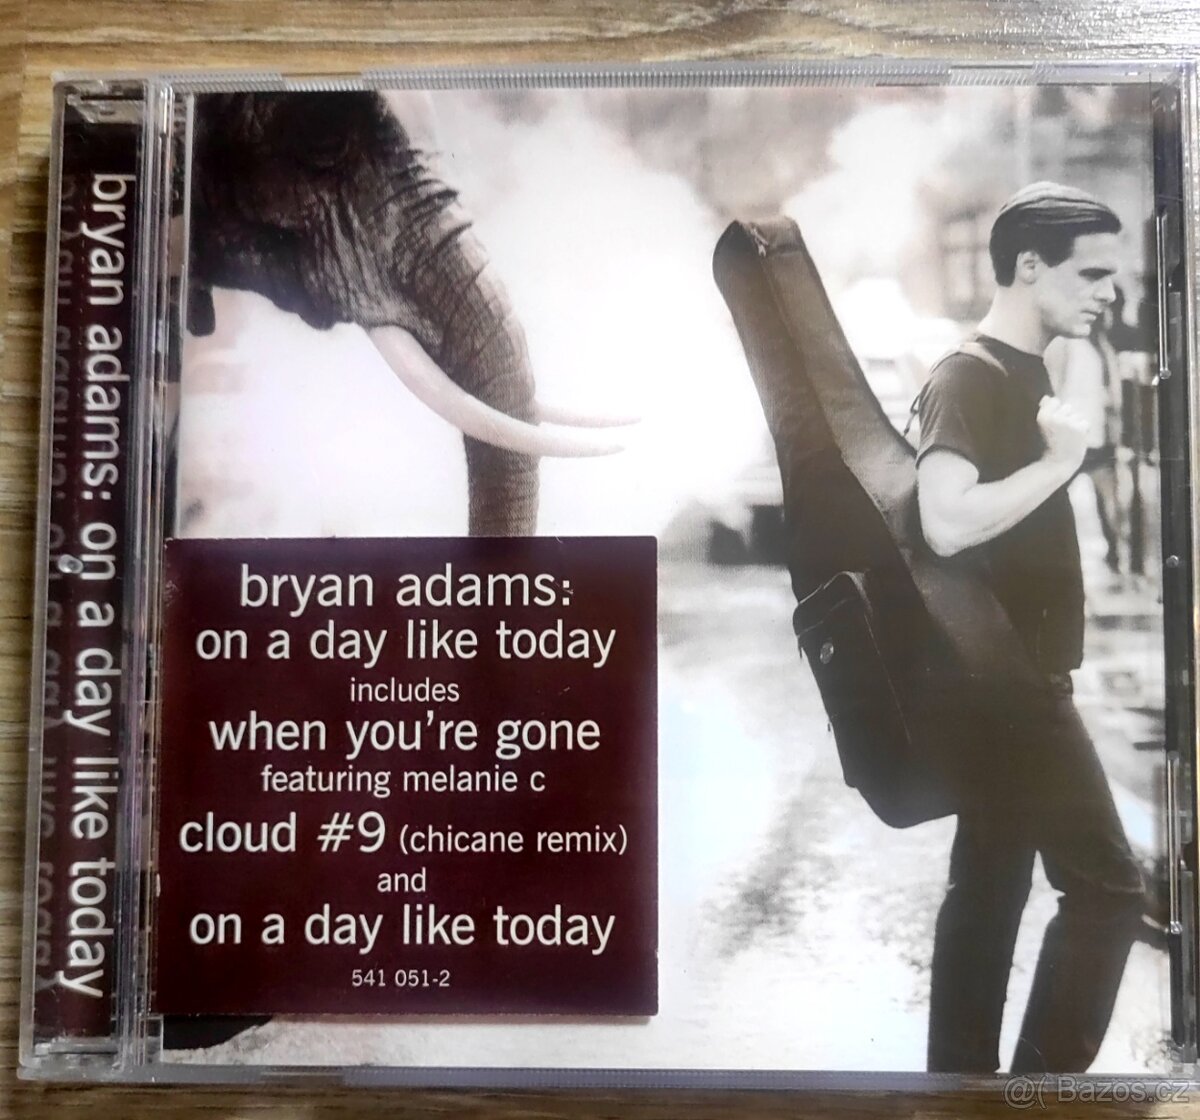 bryan adams: on a day like today
bryan adams:
on a day like today
includes
when you're gone
featuring melanie c
cloud #9 (chicane remix)
and
on a day like today
541 051-2
@( Bazos.cz